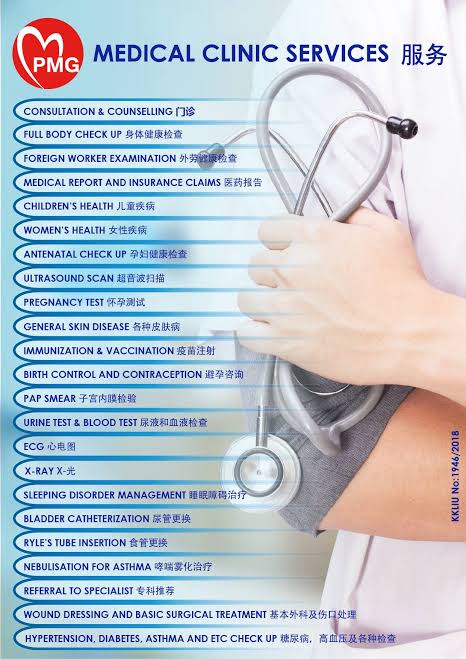 PMG
MEDICAL CLINIC SERVICES 服务
CONSULTATION & COUNSELLING 门诊
FULL BODY CHECK UP 身体健康检查
FOREIGN WORKER EXAMINATION 外劳健康检查
MEDICAL REPORT AND INSURANCE CLAIMS 医药报告
CHILDREN'S HEALTH 儿童疾病
WOMEN'S HEALTH 女性疾病
ANTENATAL CHECK UP 孕妇健康检查
ULTRASOUND SCAN 超音波扫描
PREGNANCY TEST 怀孕测试
GENERAL SKIN DISEASE 各种皮肤病
IMMUNIZATION & VACCINATION 疫苗注射
BIRTH CONTROL AND CONTRACEPTION 避孕咨询
PAP SMEAR 子宫内膜检验
URINE TEST & BLOOD TEST 尿液和血液检查
ECG 心电图
X-RAY X-光
SLEEPING DISORDER MANAGEMENT 睡眠障碍治疗
BLADDER CATHETERIZATION 尿管更换
RYLE'S TUBE INSERTION 食管更换
NEBULISATION FOR ASTHMA 哮喘雾化治疗
REFERRAL TO SPECIALIST 专科推荐
WOUND DRESSING AND BASIC SURGICAL TREATMENT 基本外科及伤口处理
HYPERTENSION, DIABETES, ASTHMA AND ETC CHECK UP 糖尿病，高血压及各种检查
KKLIU No:1946/2018